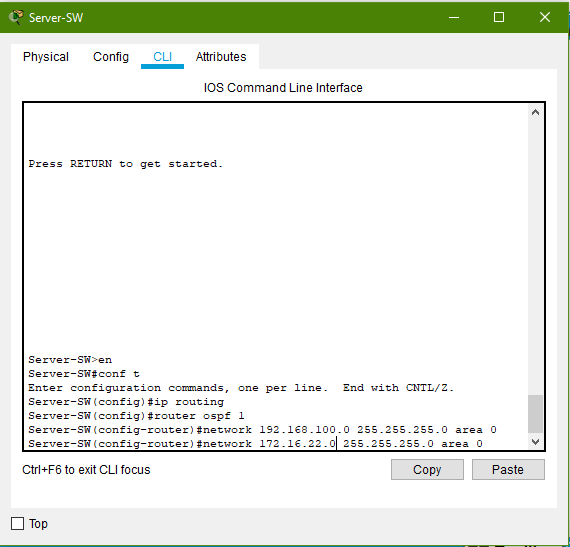 Server-SW
Physical Config CLI Attributes
IOS Command Line Interface
Press RETURN to get started.
Server-SW>en
Server-SW#conf t
Enter configuration commands, one per line.  End with CNTL/Z.
Server-SW(config)#ip routing
Server-SW(config)#router ospf 1
Server-SW(config-router)#network 192.168.100.0 255.255.255.0 area 0
Server-SW(config-router)#network 172.16.22.0 255.255.255.0 area 0
Ctrl+F6 to exit CLI focus
Copy Paste
Top